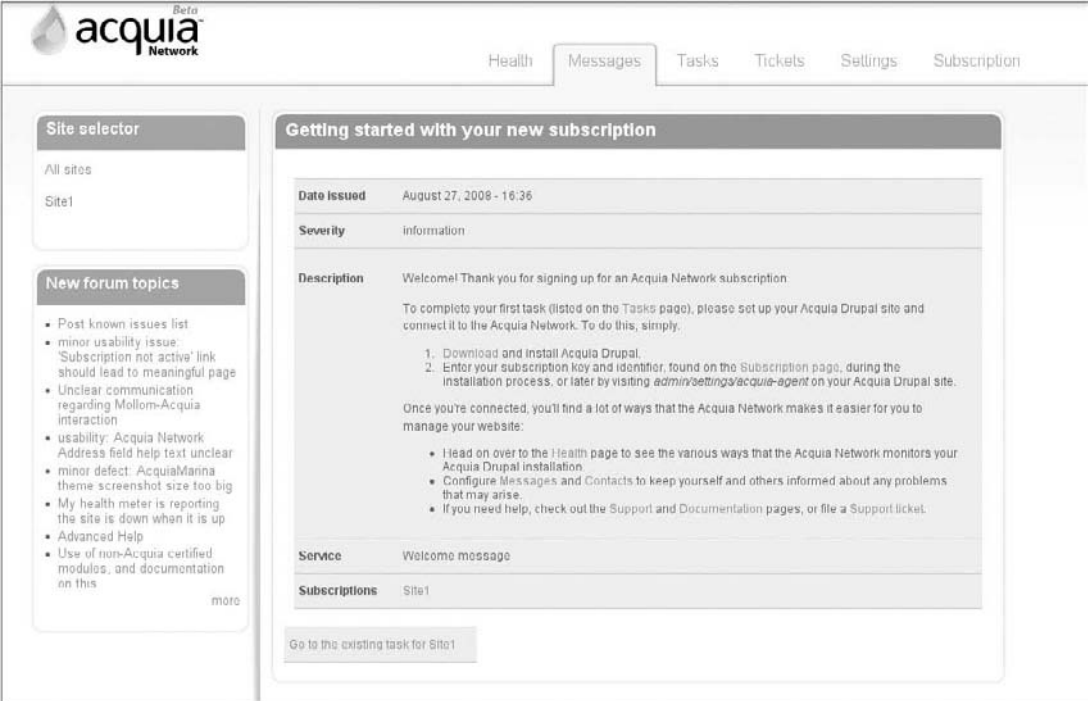 Beta
acquia
Network
Health Messages Tasks Tickets Settings Subscription
Site selector
All sites
Site1
New forum topics
• Post known issues list
• minor usability issue:
'Subscription not active' link
should lead to meaningful page
• Unclear communication
regarding Mollom-Acquia
interaction
• usability: Acquia Network
Address field help text unclear
• minor defect: AcquiaMarina
theme screenshot size too big
• My health meter is reporting
the site is down when it is up
• Advanced Help
• Use of non-Acquia certified
modules, and documentation
on this
more
Getting started with your new subscription
Date issued August 27, 2008 - 16:36
Severity information
Description Welcome! Thank you for signing up for an Acquia Network subscription
To complete your first task (listed on the Tasks page), please set up your Acquia Drupal site and
connect it to the Acquia Network. To do this, simply.
1. Download and install Acquia Drupal.
2. Enter your subscription key and identifier, found on the Subscription page, during the
installation process, or later by visiting admin/settings/acquia-agent on your Acquia Drupal site.
Once you're connected, you'll find a lot of ways that the Acquia Network makes it easier for you to
manage your website:
• Head on over to the Health page to see the various ways that the Acquia Network monitors your
Acquia Drupal installation
• Configure Messages and Contacts to keep yourself and others informed about any problems
that may arise.
• If you need help, check out the Support and Documentation pages, or file a Support ticket.
Service Welcome message
Subscriptions Site1
Go to the existing task for Site1